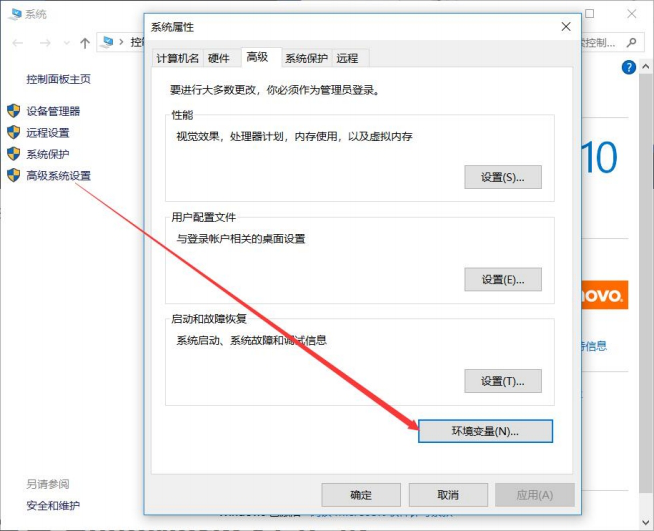 系统
系统属性
控
控制...
计算机名 硬件 高级 系统保护 远程
控制面板主页
要进行大多数更改，你必须作为管理员登录。
设备管理器
远程设置
系统保护
高级系统设置
性能
视觉效果，处理器计划，内存使用，以及虚拟内存
设置(S)...
10
用户配置文件
与登录帐户相关的桌面设置
设置(E)...
novo.
启动和故障恢复
系统启动、系统故障和调试信息
信息
设置(T)...
环境变量(N)...
另请参阅
安全和维护
确定 取消 应用(A)